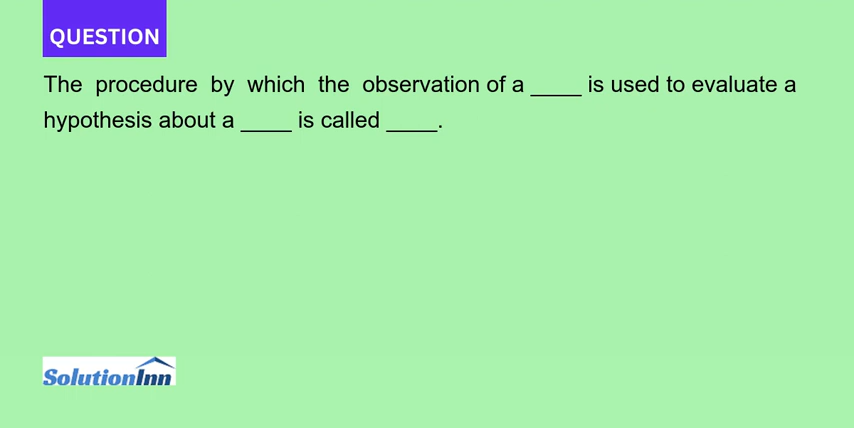 QUESTION
The procedure by which the observation of a ____ is used to evaluate a
hypothesis about a ____ is called ____.
SolutionInn